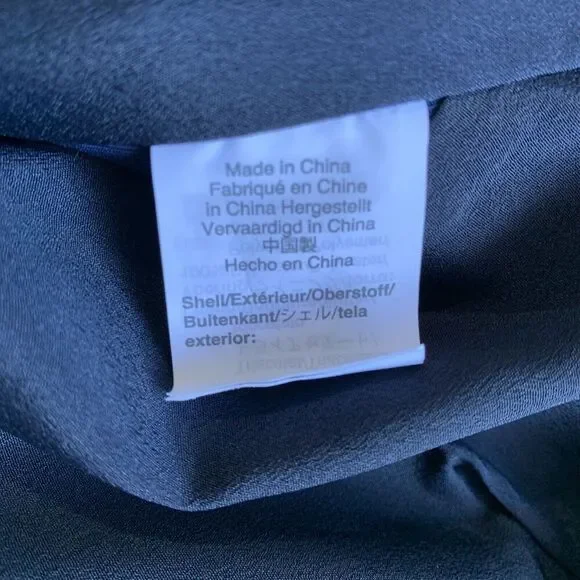 Made in China
Fabriqué en Chine
in China Hergestellt
Vervaardigd in China
中国製
Hecho en China
Shell/Extérieur/Oberstoff/
Buitenkant/シェル/tela
exterior: